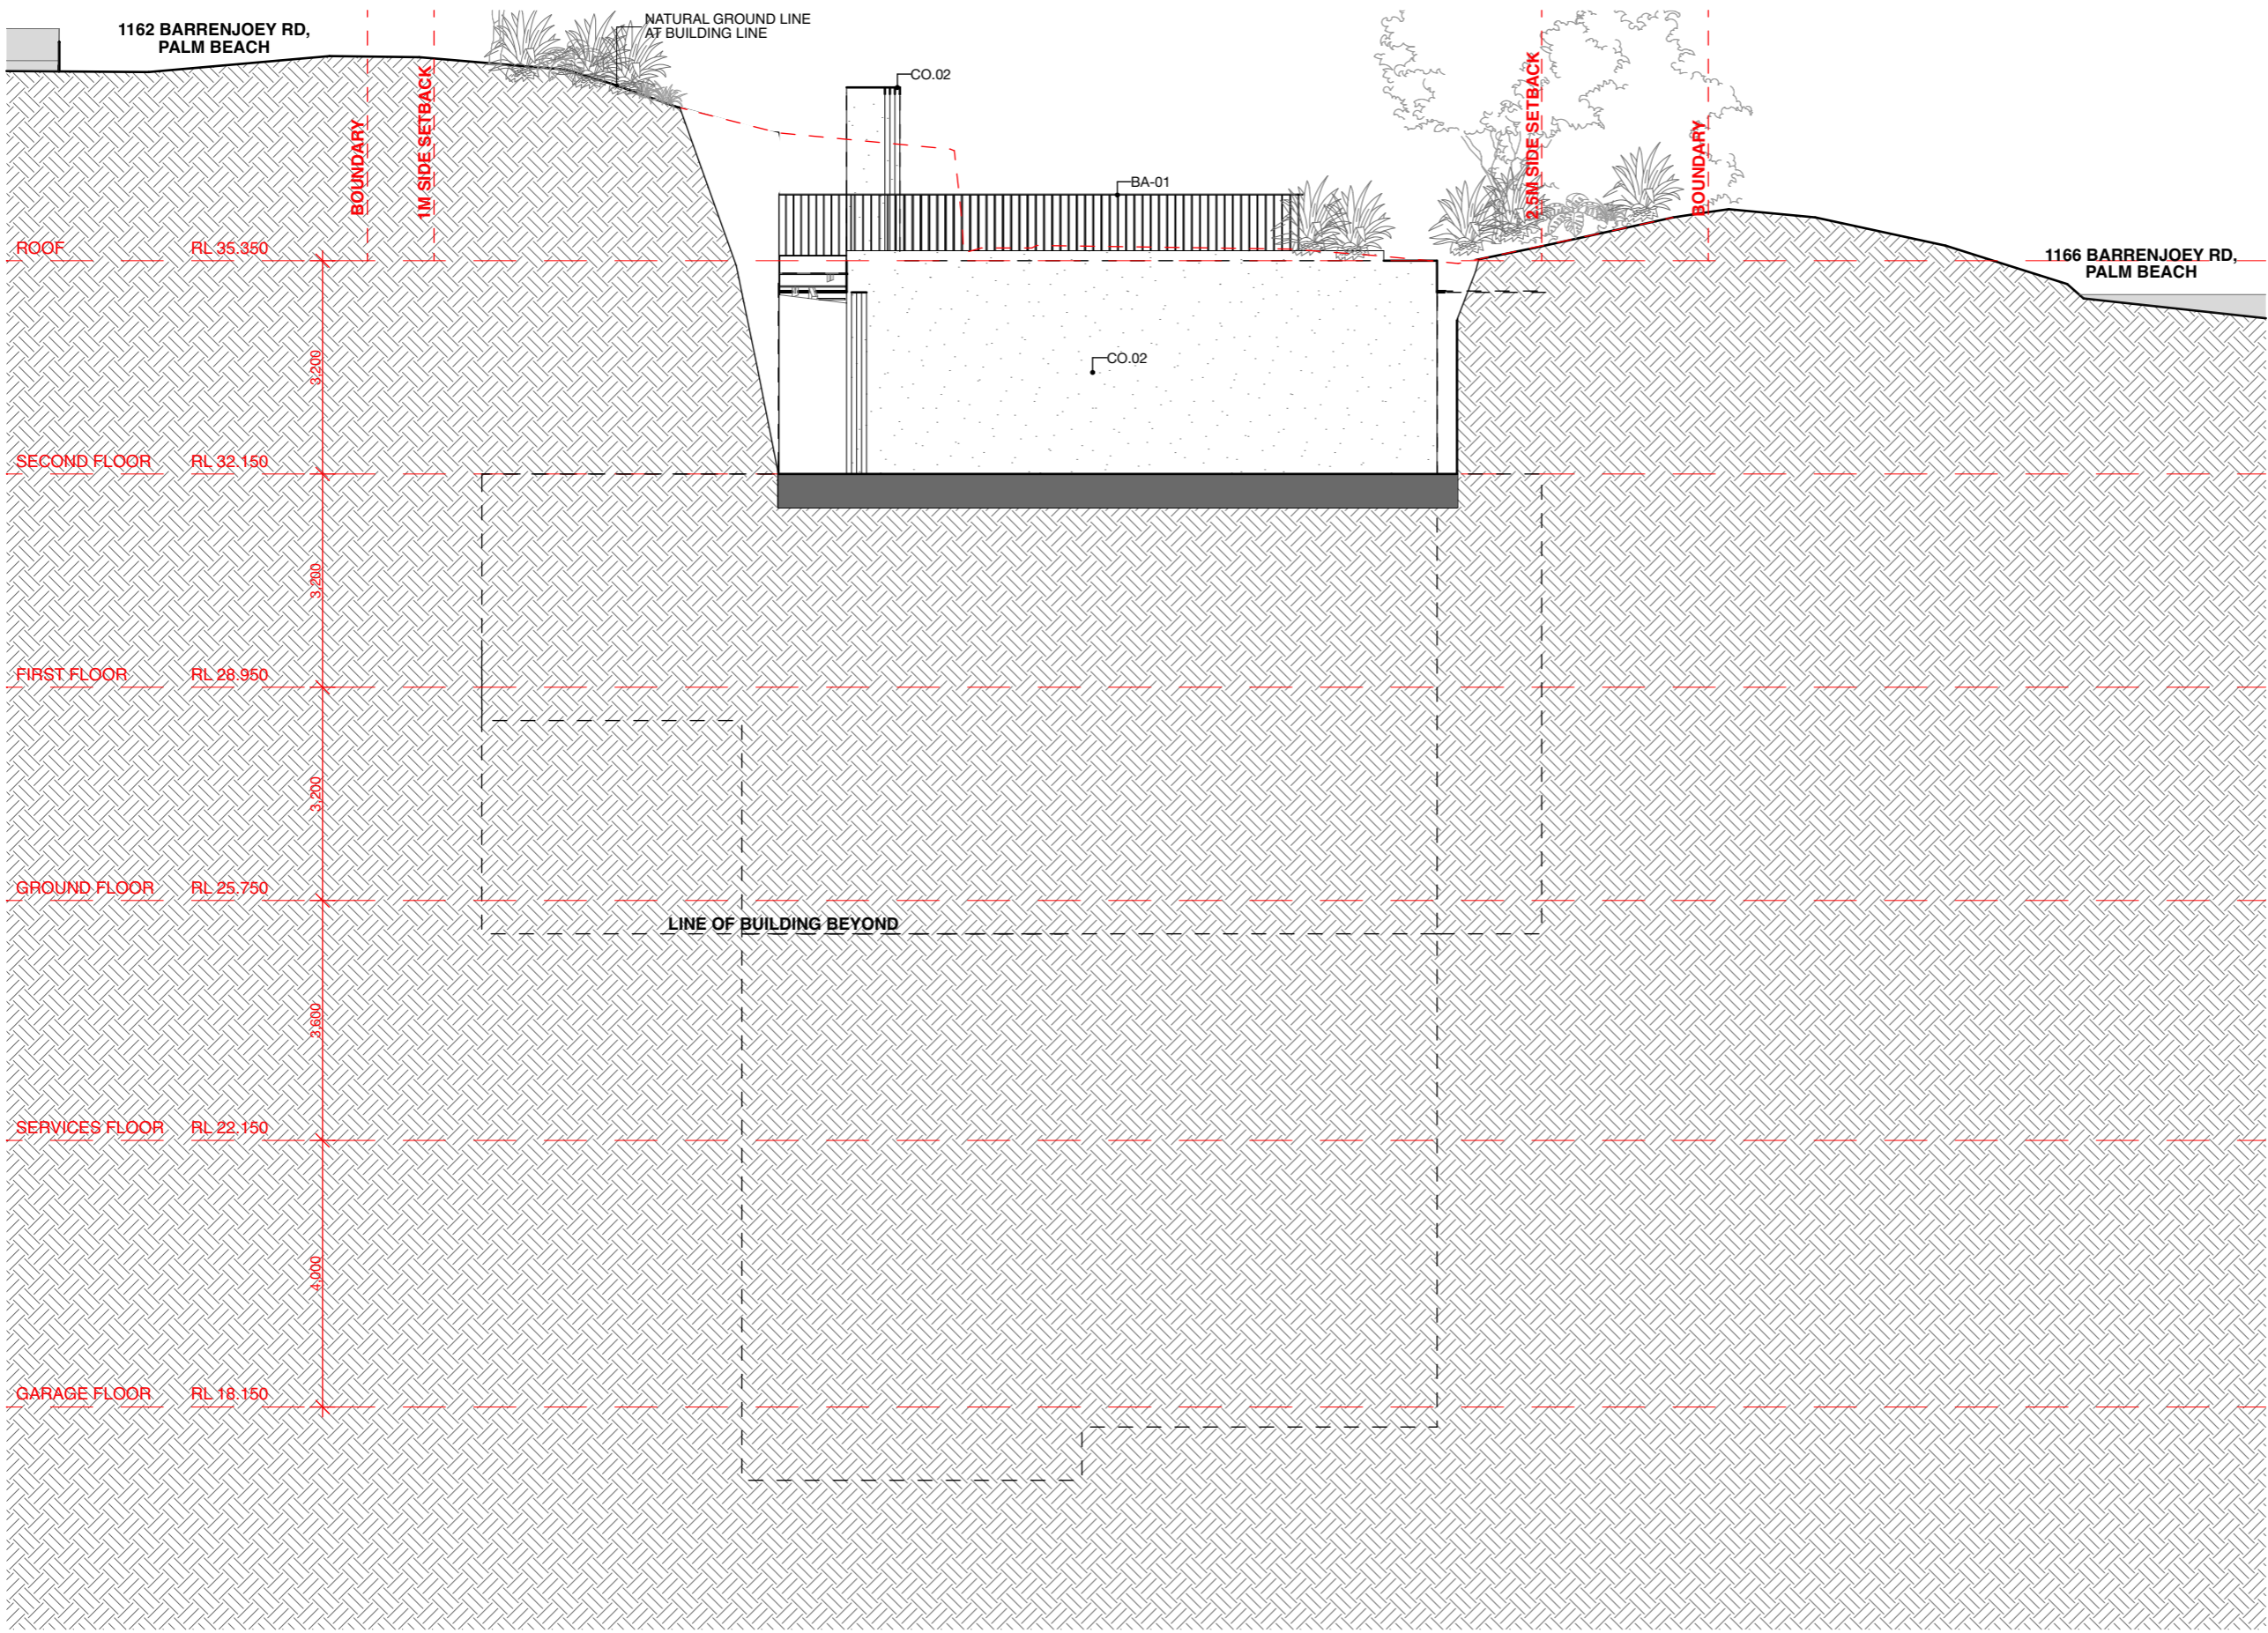 1162 BARRENJOEY RD,
PALM BEACH
NATURAL GROUND LINE
AT BUILDING LINE
CO.02
BOUNDARY
1M SIDE SETBACK
2.5M SIDE SETBACK
BOUNDARY
BA-01
ROOF RL 35.350
1166 BARRENJOEY RD,
PALM BEACH
3,200
CO.02
SECOND FLOOR RL 32.150
3,200
FIRST FLOOR RL 28.950
3,200
GROUND FLOOR RL 25.750
LINE OF BUILDING BEYOND
3,600
SERVICES FLOOR RL 22.150
4,000
GARAGE FLOOR RL 18.150